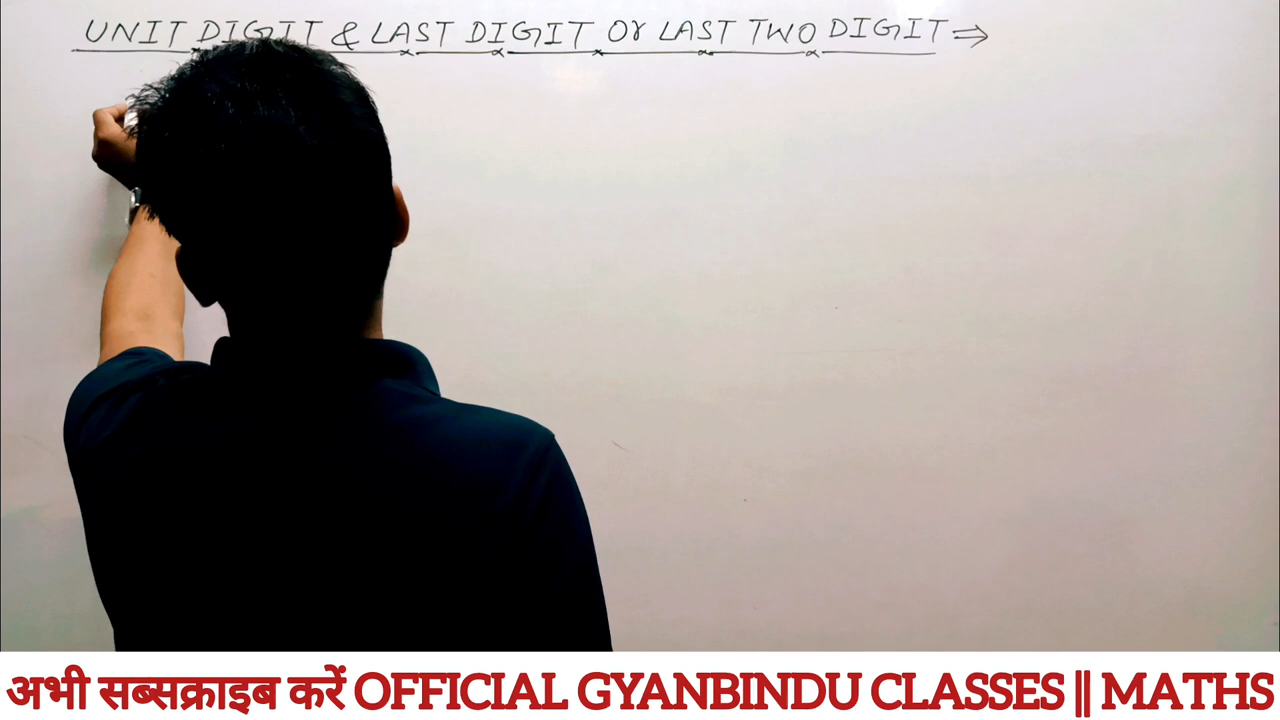 UNIT DIGIT & LAST DIGIT Or LAST TWO DIGIT ⇒
अभी सब्सक्राइब करें OFFICIAL GYANBINDU CLASSES || MATHS